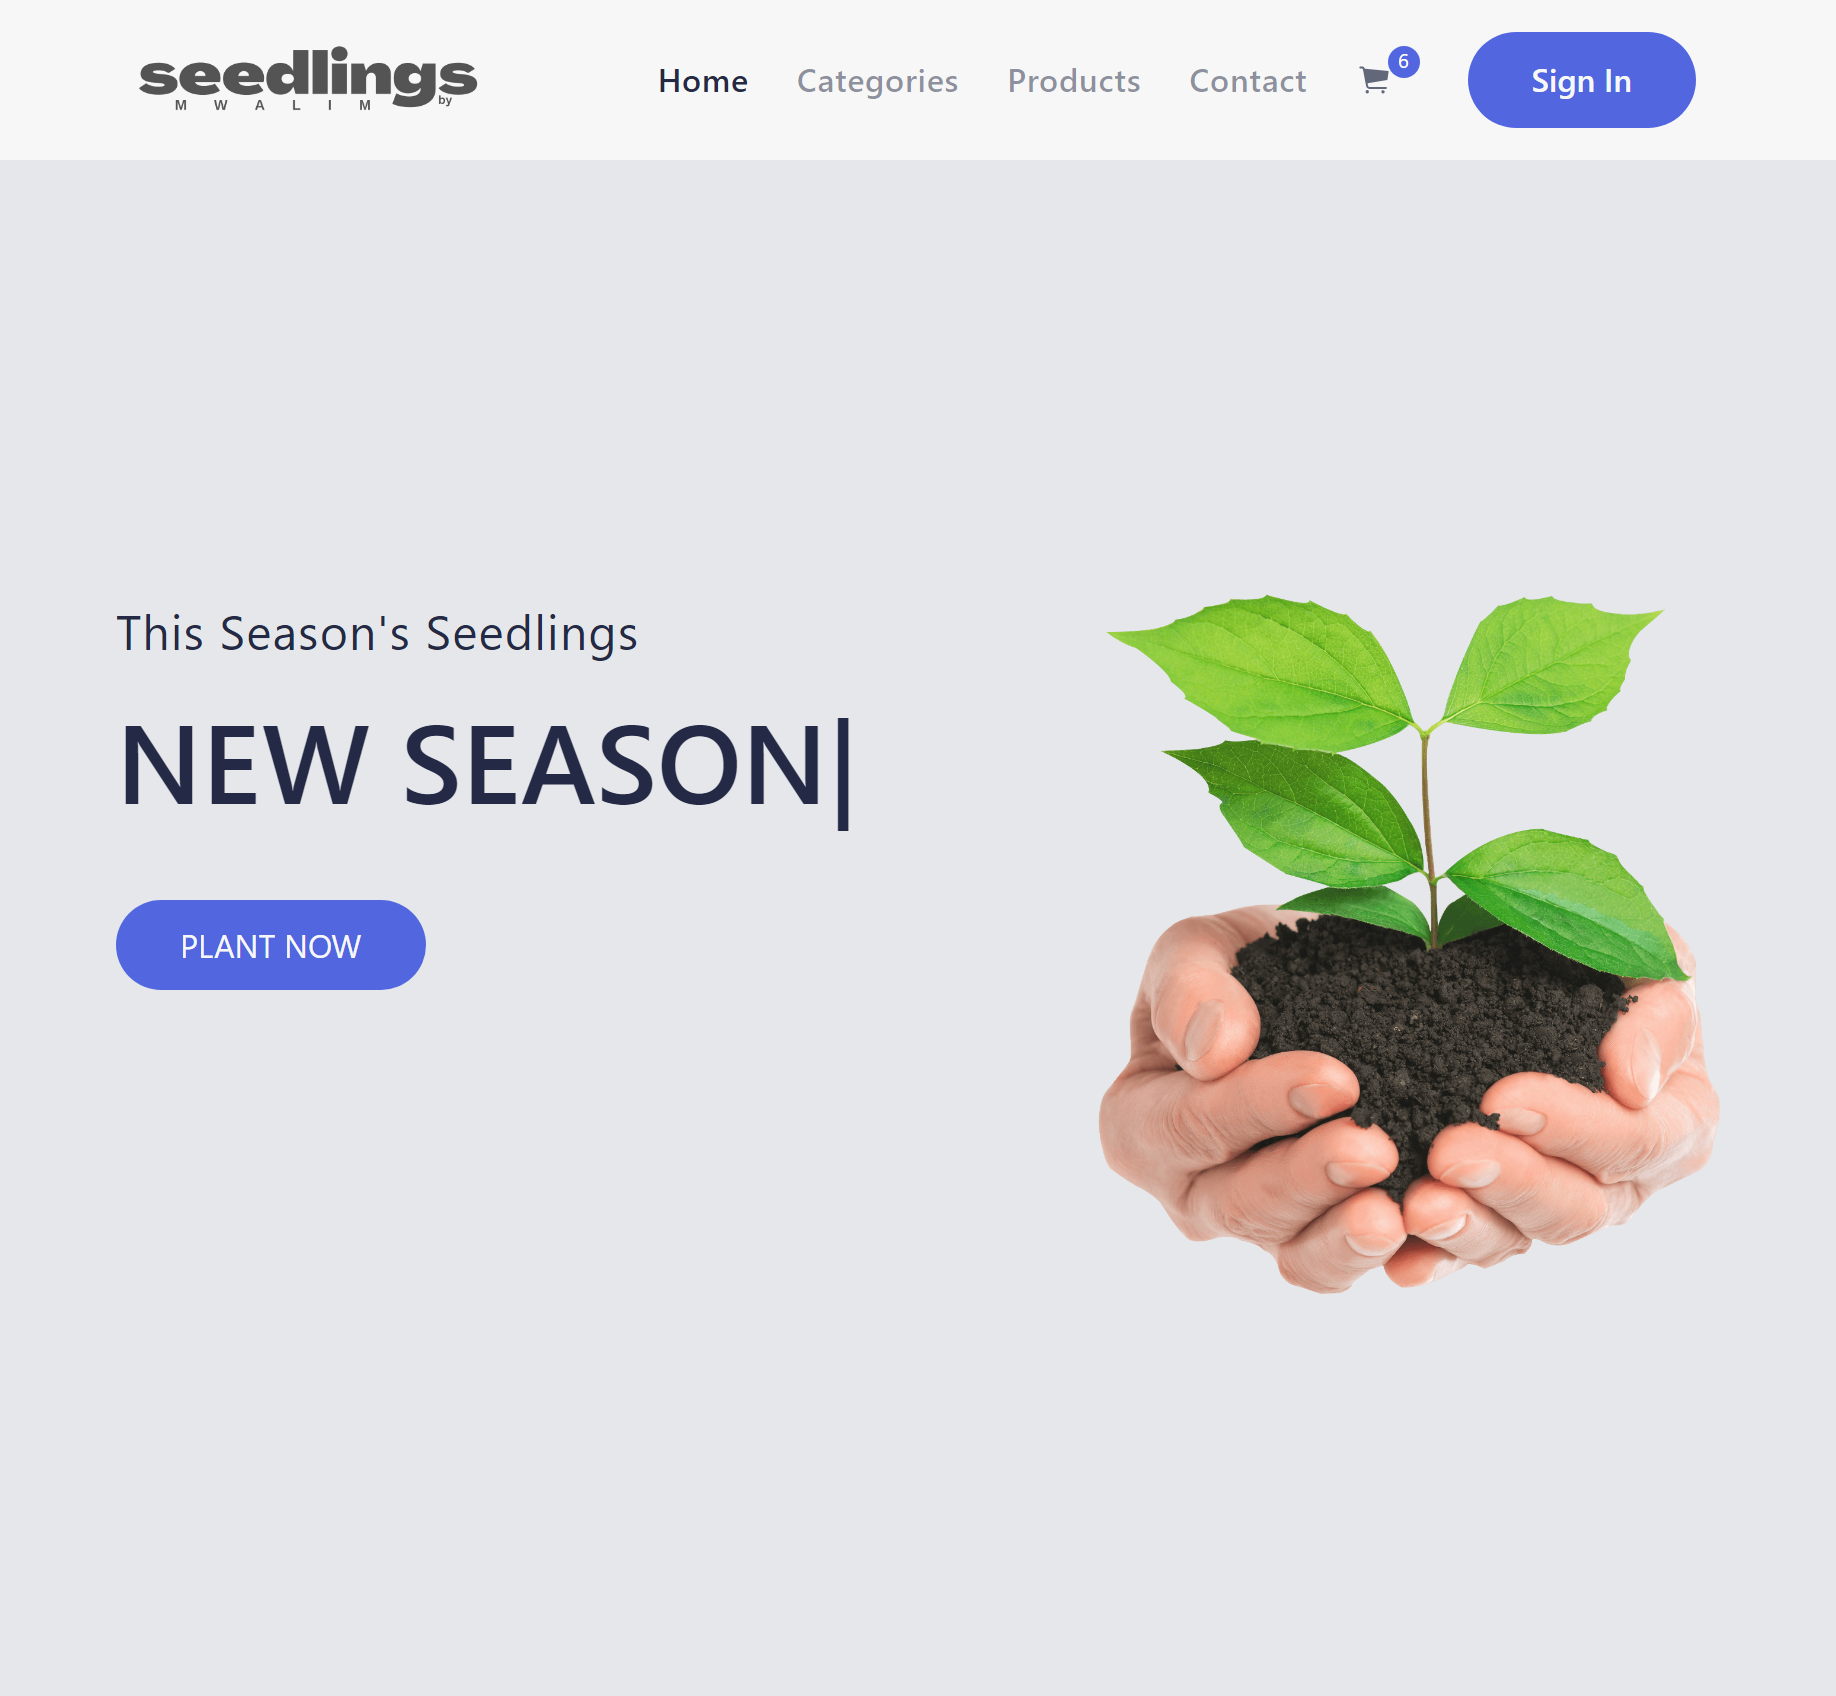 seedlings
by
M W A L I M
Home Categories Products Contact 6 Sign In
This Season's Seedlings
NEW SEASON|
PLANT NOW